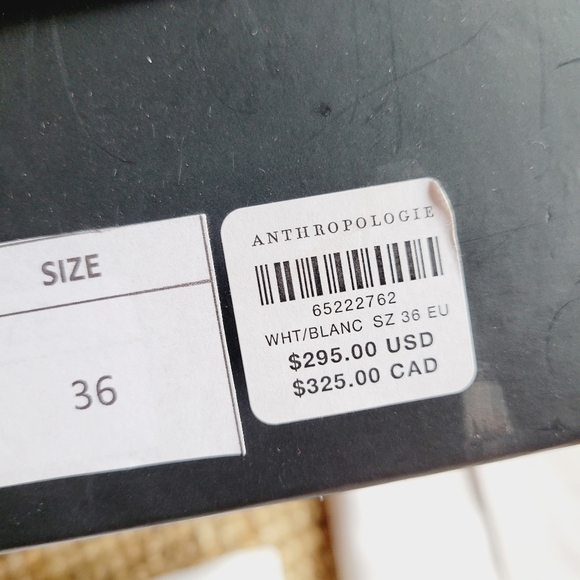 SIZE
36
ANTHROPOLOGIE
65222762
WHT/BLANC SZ 36 EU
$295.00 USD
$325.00 CAD